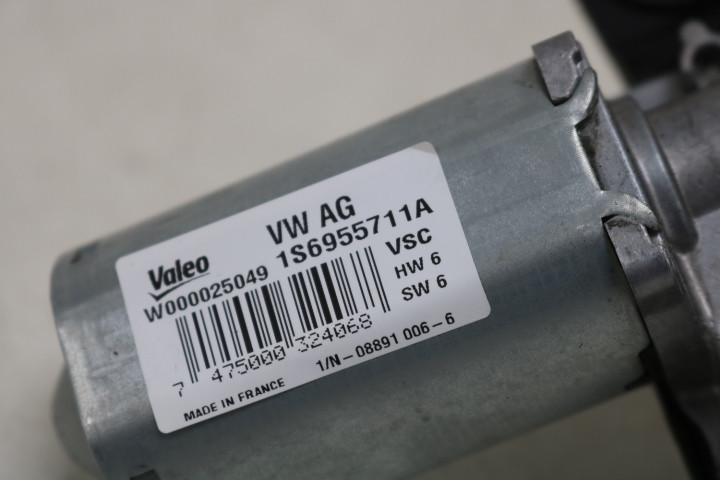 VW AG
Valeo
1S6955711A
W000025049
VSC
HW 6
SW 6
7 475000 324068
1/N-08891 006-6
MADE IN FRANCE